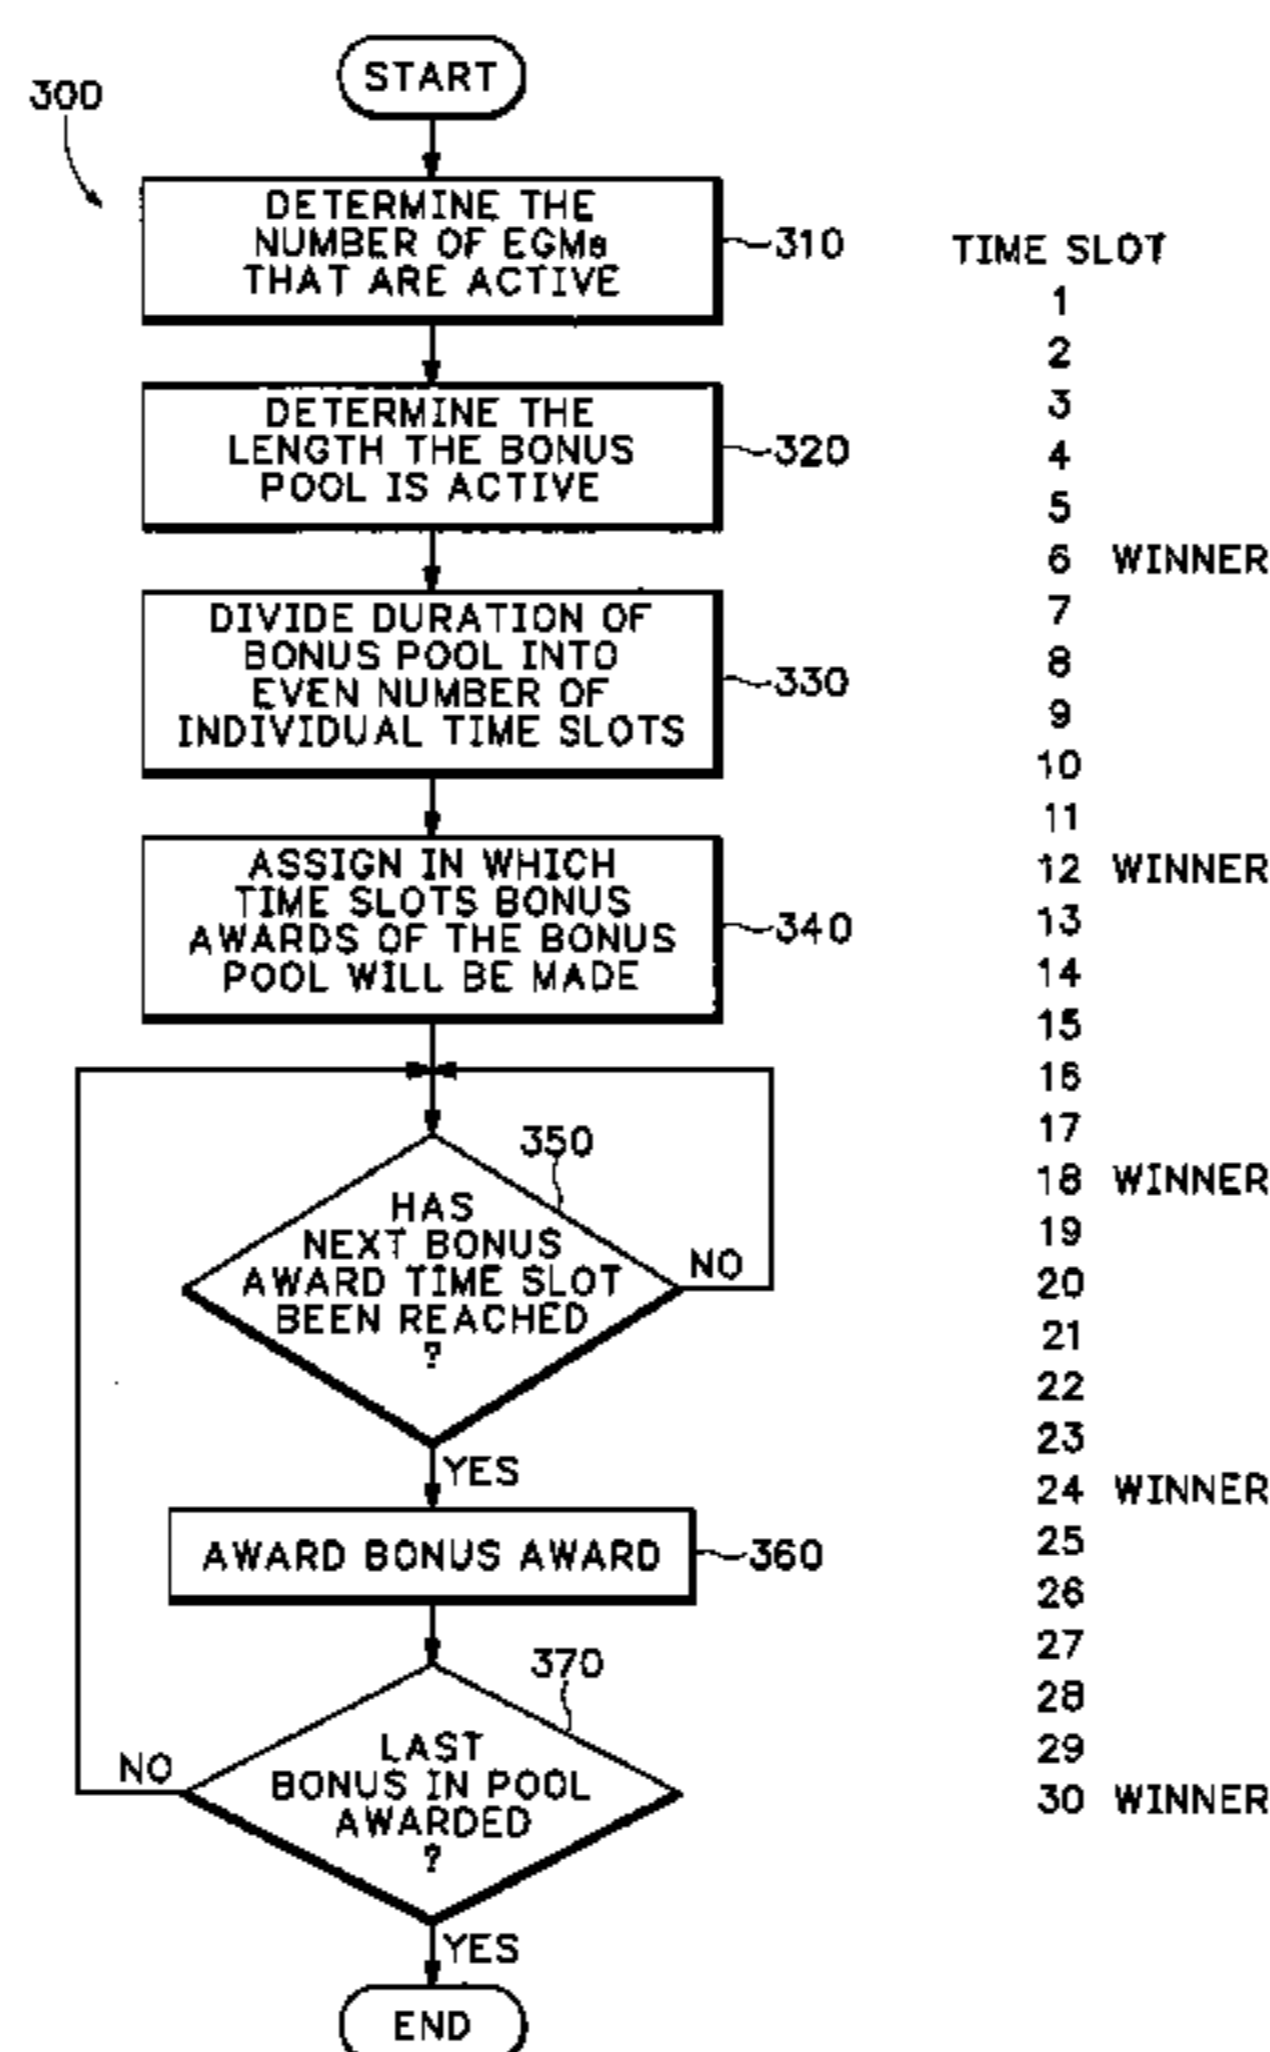 START
300
DETERMINE THE
NUMBER OF EGMs
THAT ARE ACTIVE
310
DETERMINE THE
LENGTH THE BONUS
POOL IS ACTIVE
320
DIVIDE DURATION OF
BONUS POOL INTO
EVEN NUMBER OF
INDIVIDUAL TIME SLOTS
330
ASSIGN IN WHICH
TIME SLOTS BONUS
AWARDS OF THE BONUS
POOL WILL BE MADE
340
350
HAS
NEXT BONUS
AWARD TIME SLOT
BEEN REACHED
?
NO
YES
AWARD BONUS AWARD
360
370
LAST
BONUS IN POOL
AWARDED
?
NO
YES
END
TIME SLOT
1
2
3
4
5
6 WINNER
7
8
9
10
11
12 WINNER
13
14
15
16
17
18 WINNER
19
20
21
22
23
24 WINNER
25
26
27
28
29
30 WINNER